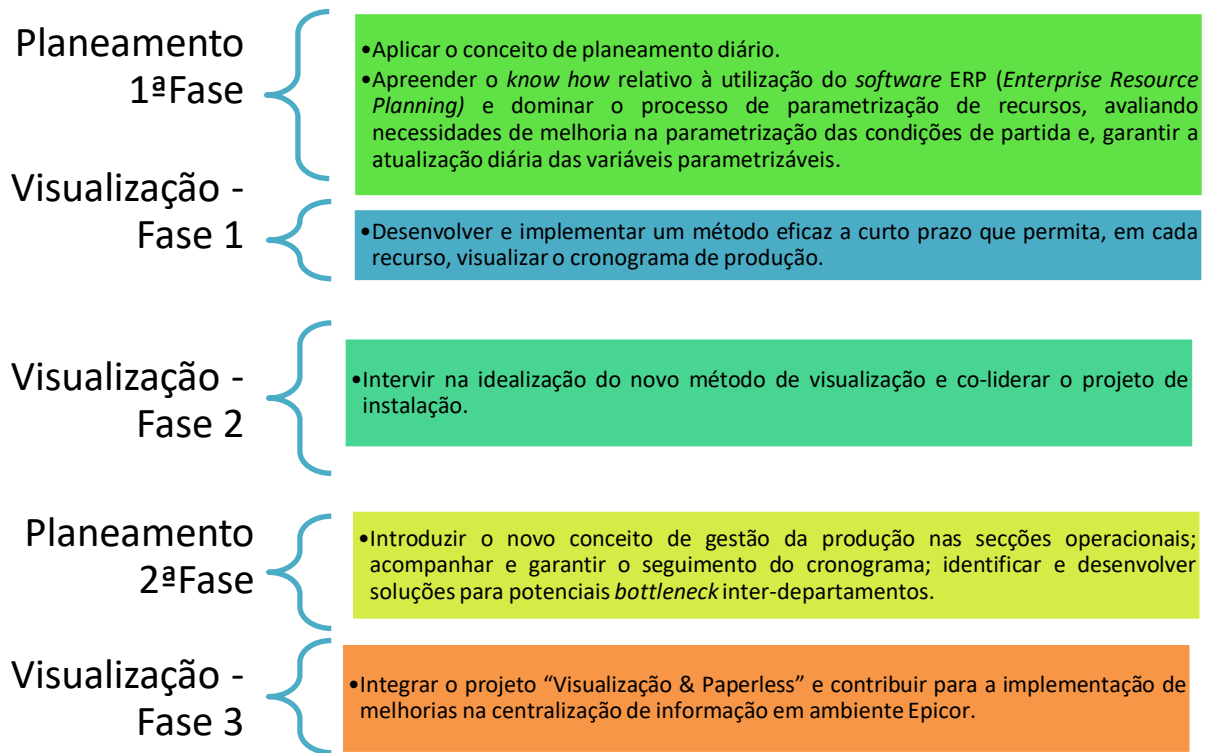 Planeamento
1ªFase
•Aplicar o conceito de planeamento diário.
•Apreender o know how relativo à utilização do software ERP (Enterprise Resource
Planning) e dominar o processo de parametrização de recursos, avaliando
necessidades de melhoria na parametrização das condições de partida e, garantir a
atualização diária das variáveis parametrizáveis.
Visualização -
Fase 1
•Desenvolver e implementar um método eficaz a curto prazo que permita, em cada
recurso, visualizar o cronograma de produção.
Visualização -
Fase 2
•Intervir na idealização do novo método de visualização e co-liderar o projeto de
instalação.
Planeamento
2ªFase
•Introduzir o novo conceito de gestão da produção nas secções operacionais;
acompanhar e garantir o seguimento do cronograma; identificar e desenvolver
soluções para potenciais bottleneck inter-departamentos.
Visualização -
Fase 3
•Integrar o projeto “Visualização & Paperless” e contribuir para a implementação de
melhorias na centralização de informação em ambiente Epicor.